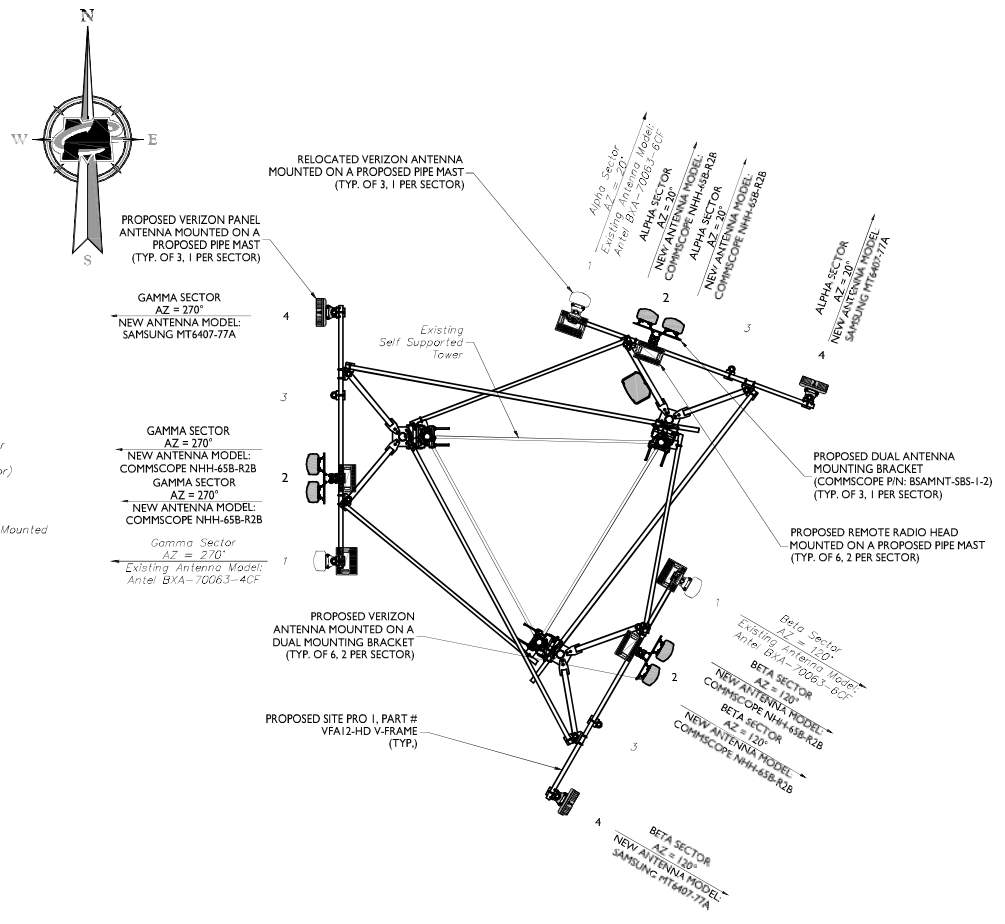 N
W
E
S
RELOCATED VERIZON ANTENNA
MOUNTED ON A PROPOSED PIPE MAST
(TYP. OF 3, 1 PER SECTOR)
PROPOSED VERIZON PANEL
ANTENNA MOUNTED ON A
PROPOSED PIPE MAST
(TYP. OF 3, 1 PER SECTOR)
Alpha Sector
AZ = 20°
Existing Antenna Model:
Antel BXA-70063-6CF
1
ALPHA SECTOR
AZ = 20°
NEW ANTENNA MODEL:
COMMSCOPE NHH-65B-R2B
2
ALPHA SECTOR
AZ = 20°
NEW ANTENNA MODEL:
COMMSCOPE NHH-65B-R2B
3
ALPHA SECTOR
AZ = 20°
NEW ANTENNA MODEL:
SAMSUNG MT6407-77A
4
GAMMA SECTOR
AZ = 270°
NEW ANTENNA MODEL:
SAMSUNG MT6407-77A
4
Existing
Self Supported
Tower
3
r
or)
Mounted
GAMMA SECTOR
AZ = 270°
NEW ANTENNA MODEL:
COMMSCOPE NHH-65B-R2B
2
GAMMA SECTOR
AZ = 270°
NEW ANTENNA MODEL:
COMMSCOPE NHH-65B-R2B
Gamma Sector
AZ = 270°
Existing Antenna Model:
Antel BXA-70063-4CF
1
PROPOSED DUAL ANTENNA
MOUNTING BRACKET
(COMMSCOPE P/N: BSAMNT-SBS-1-2)
(TYP. OF 3, 1 PER SECTOR)
PROPOSED REMOTE RADIO HEAD
MOUNTED ON A PROPOSED PIPE MAST
(TYP. OF 6, 2 PER SECTOR)
PROPOSED VERIZON
ANTENNA MOUNTED ON A
DUAL MOUNTING BRACKET
(TYP. OF 6, 2 PER SECTOR)
PROPOSED SITE PRO 1, PART #
VFA12-HD V-FRAME
(TYP.)
1
Beta Sector
AZ = 120°
Existing Antenna Model:
Antel BXA-70063-6CF
2
BETA SECTOR
AZ = 120°
NEW ANTENNA MODEL:
COMMSCOPE NHH-65B-R2B
BETA SECTOR
AZ = 120°
NEW ANTENNA MODEL:
COMMSCOPE NHH-65B-R2B
3
4
BETA SECTOR
AZ = 120°
NEW ANTENNA MODEL:
SAMSUNG MT6407-77A